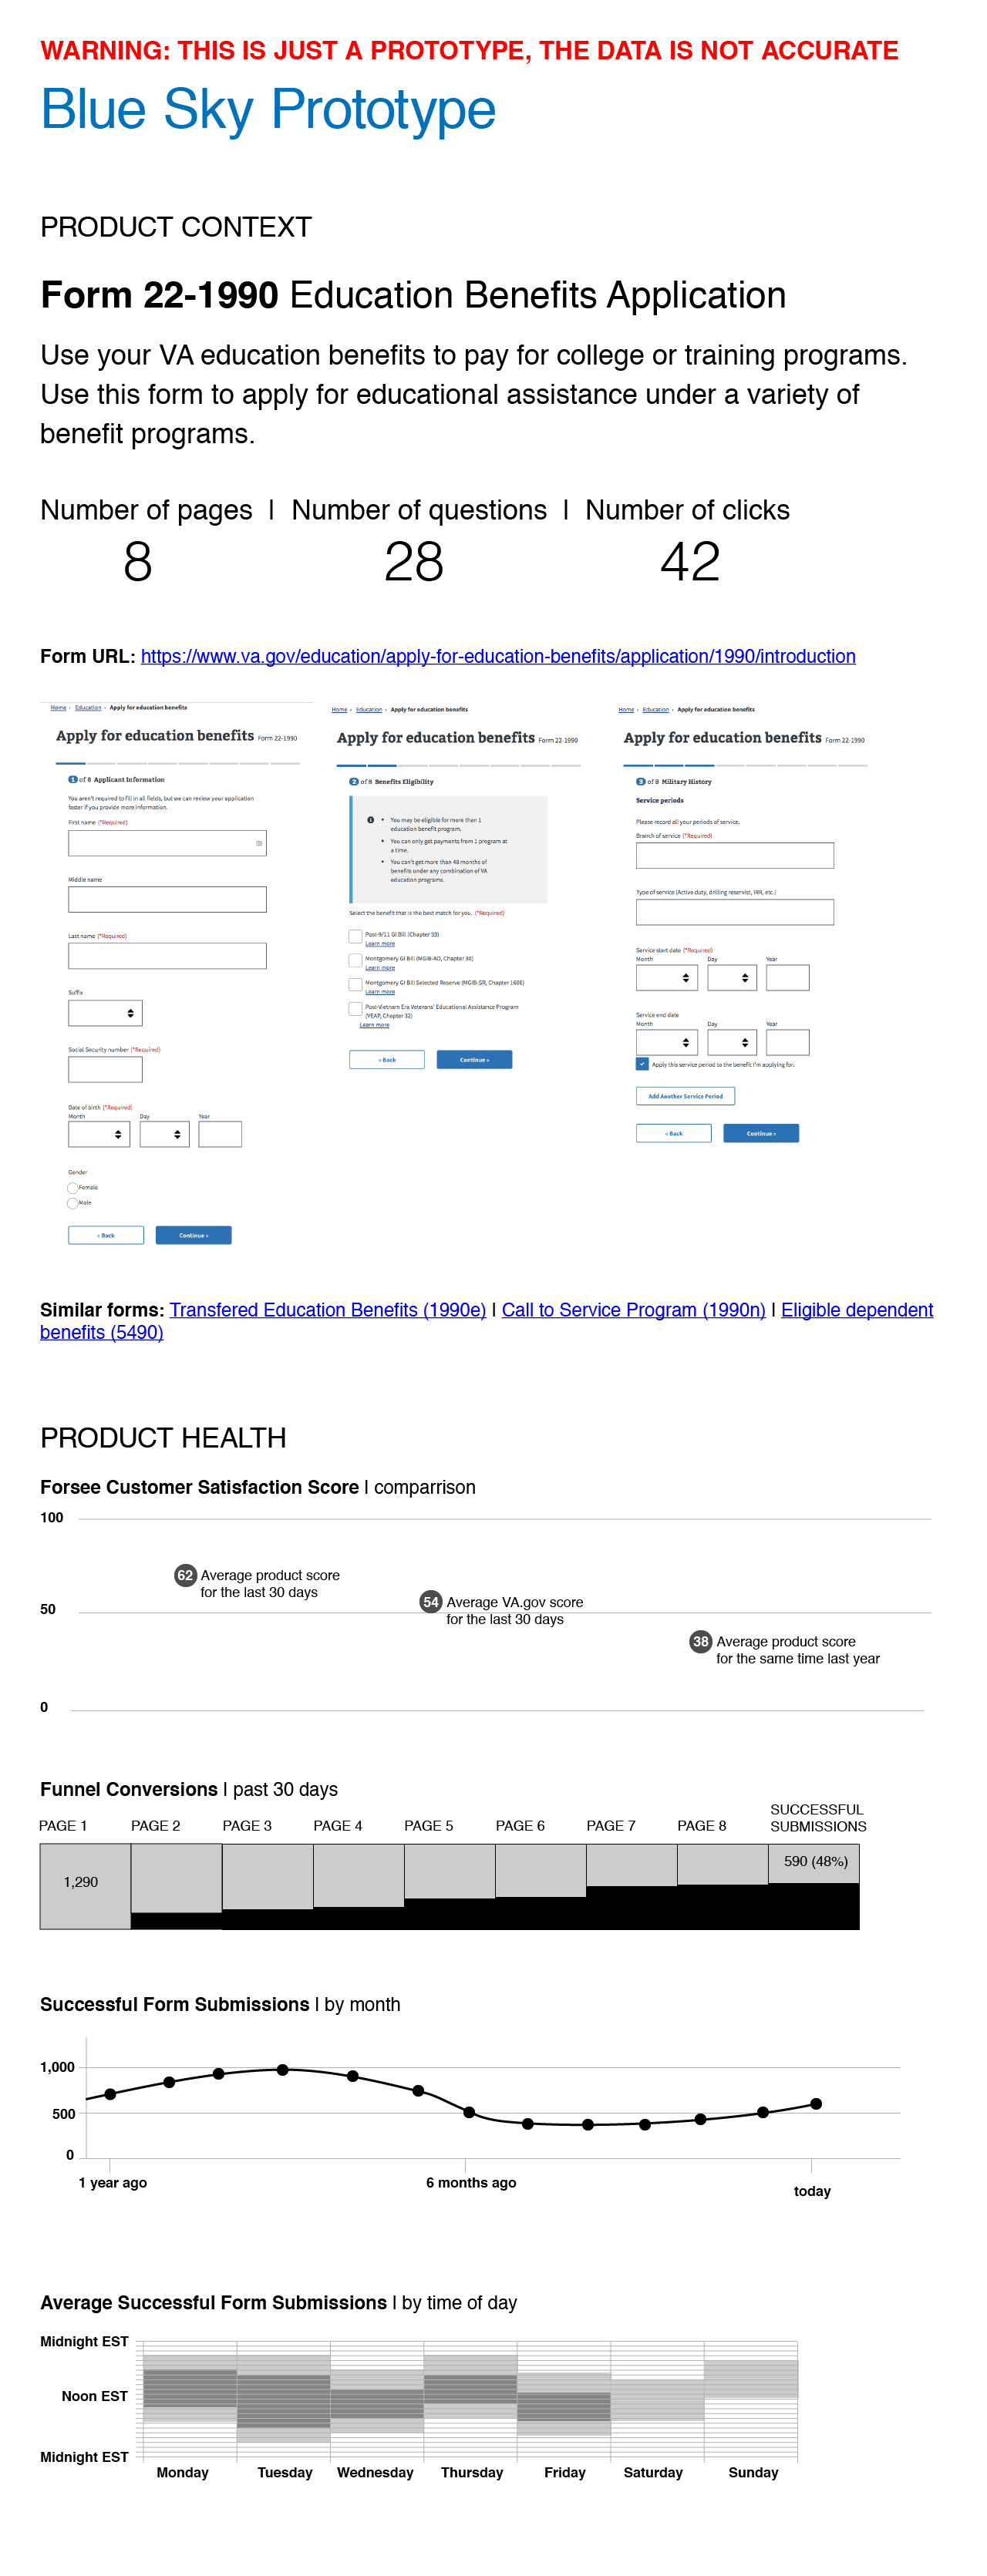 WARNING: THIS IS JUST A PROTOTYPE, THE DATA IS NOT ACCURATE
Blue Sky Prototype
PRODUCT CONTEXT
Form 22-1990 Education Benefits Application
Use your VA education benefits to pay for college or training programs.
Use this form to apply for educational assistance under a variety of
benefit programs.
Number of pages | Number of questions | Number of clicks
8 28 42
Form URL: https://www.va.gov/education/apply-for-education-benefits/application/1990/introduction
Home › Education › Apply for education benefits
Apply for education benefits Form 22-1990
1 of 8 Applicant Information
You aren't required to fill in all fields, but we can review your application
faster if you provide more information.
First name (*Required)
Middle name
Last name (*Required)
Suffix
Social Security number (*Required)
Date of birth (*Required)
Month Day Year
Gender
Female
Male
« Back Continue »
Home › Education › Apply for education benefits
Apply for education benefits Form 22-1990
2 of 8 Benefits Eligibility
• You may be eligible for more than 1
education benefit program.
• You can only get payments from 1 program at
a time.
• You can't get more than 48 months of
benefits under any combination of VA
education programs.
Select the benefit that is the best match for you. (*Required)
Post-9/11 GI Bill (Chapter 33)
Learn more
Montgomery GI Bill (MGIB-AD, Chapter 30)
Learn more
Montgomery GI Bill Selected Reserve (MGIB-SR, Chapter 1606)
Learn more
Post-Vietnam Era Veterans' Educational Assistance Program
(VEAP, Chapter 32)
Learn more
« Back Continue »
Home › Education › Apply for education benefits
Apply for education benefits Form 22-1990
3 of 8 Military History
Service periods
Please record all your periods of service.
Branch of service (*Required)
Type of service (Active duty, drilling reservist, IRR, etc.)
Service start date (*Required)
Month Day Year
Service end date
Month Day Year
Apply this service period to the benefit I'm applying for.
Add Another Service Period
« Back Continue »
Similar forms: Transfered Education Benefits (1990e) | Call to Service Program (1990n) | Eligible dependent
benefits (5490)
PRODUCT HEALTH
Forsee Customer Satisfaction Score | comparrison
100
62 Average product score
for the last 30 days
54 Average VA.gov score
for the last 30 days
50
38 Average product score
for the same time last year
0
Funnel Conversions | past 30 days
PAGE 1 PAGE 2 PAGE 3 PAGE 4 PAGE 5 PAGE 6 PAGE 7 PAGE 8 SUCCESSFUL
SUBMISSIONS
1,290 590 (48%)
Successful Form Submissions | by month
1,000
500
0
1 year ago 6 months ago today
Average Successful Form Submissions | by time of day
Midnight EST
Noon EST
Midnight EST
Monday Tuesday Wednesday Thursday Friday Saturday Sunday